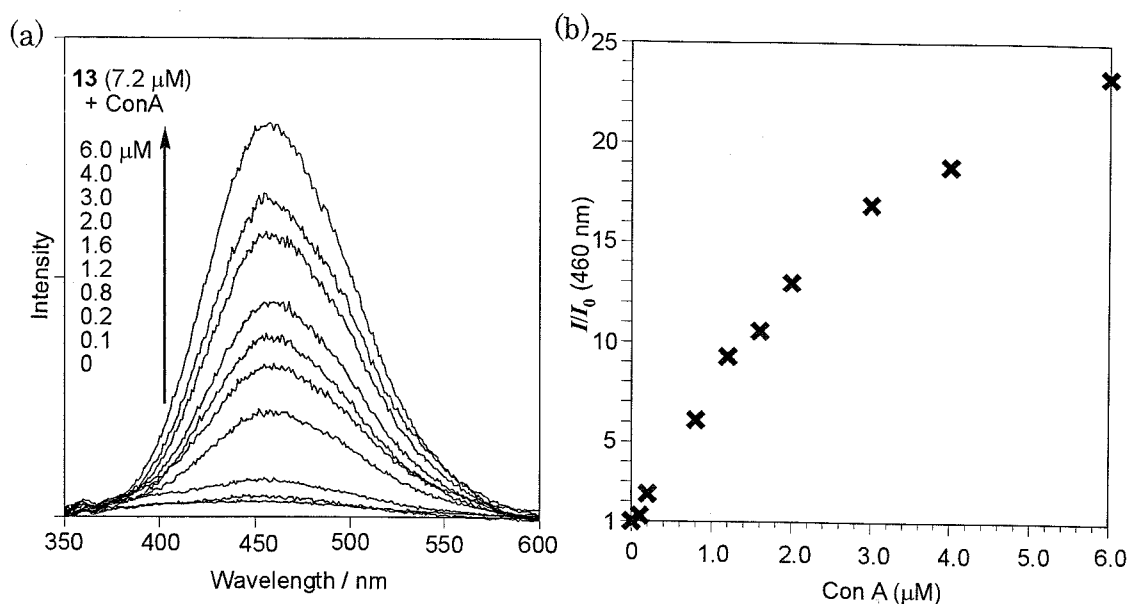 (a)
13 (7.2 µM)
+ ConA
6.0 µM
4.0
3.0
2.0
1.6
1.2
0.8
0.2
0.1
0
Intensity
350 400 450 500 550 600
Wavelength / nm
(b)
25
20
15
10
5
1
I/I0 (460 nm)
0 1.0 2.0 3.0 4.0 5.0 6.0
Con A (µM)